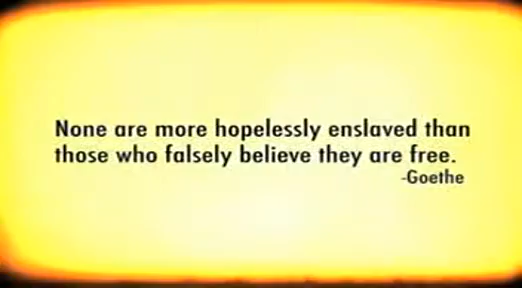 None are more hopelessly enslaved than
those who falsely believe they are free.
-Goethe